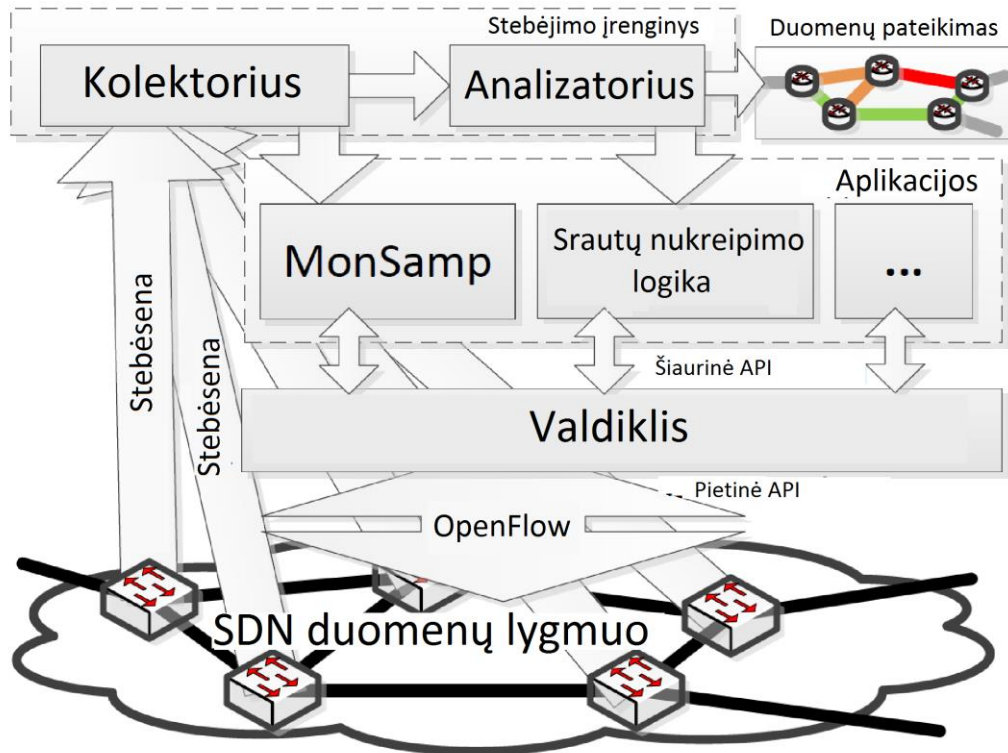 Stebėjimo įrenginys
Duomenų pateikimas
Kolektorius
Analizatorius
Aplikacijos
MonSamp
Srautų nukreipimo
logika
...
Stebėsena
Stebėsena
Šiaurinė API
Valdiklis
Pietinė API
OpenFlow
SDN duomenų lygmuo